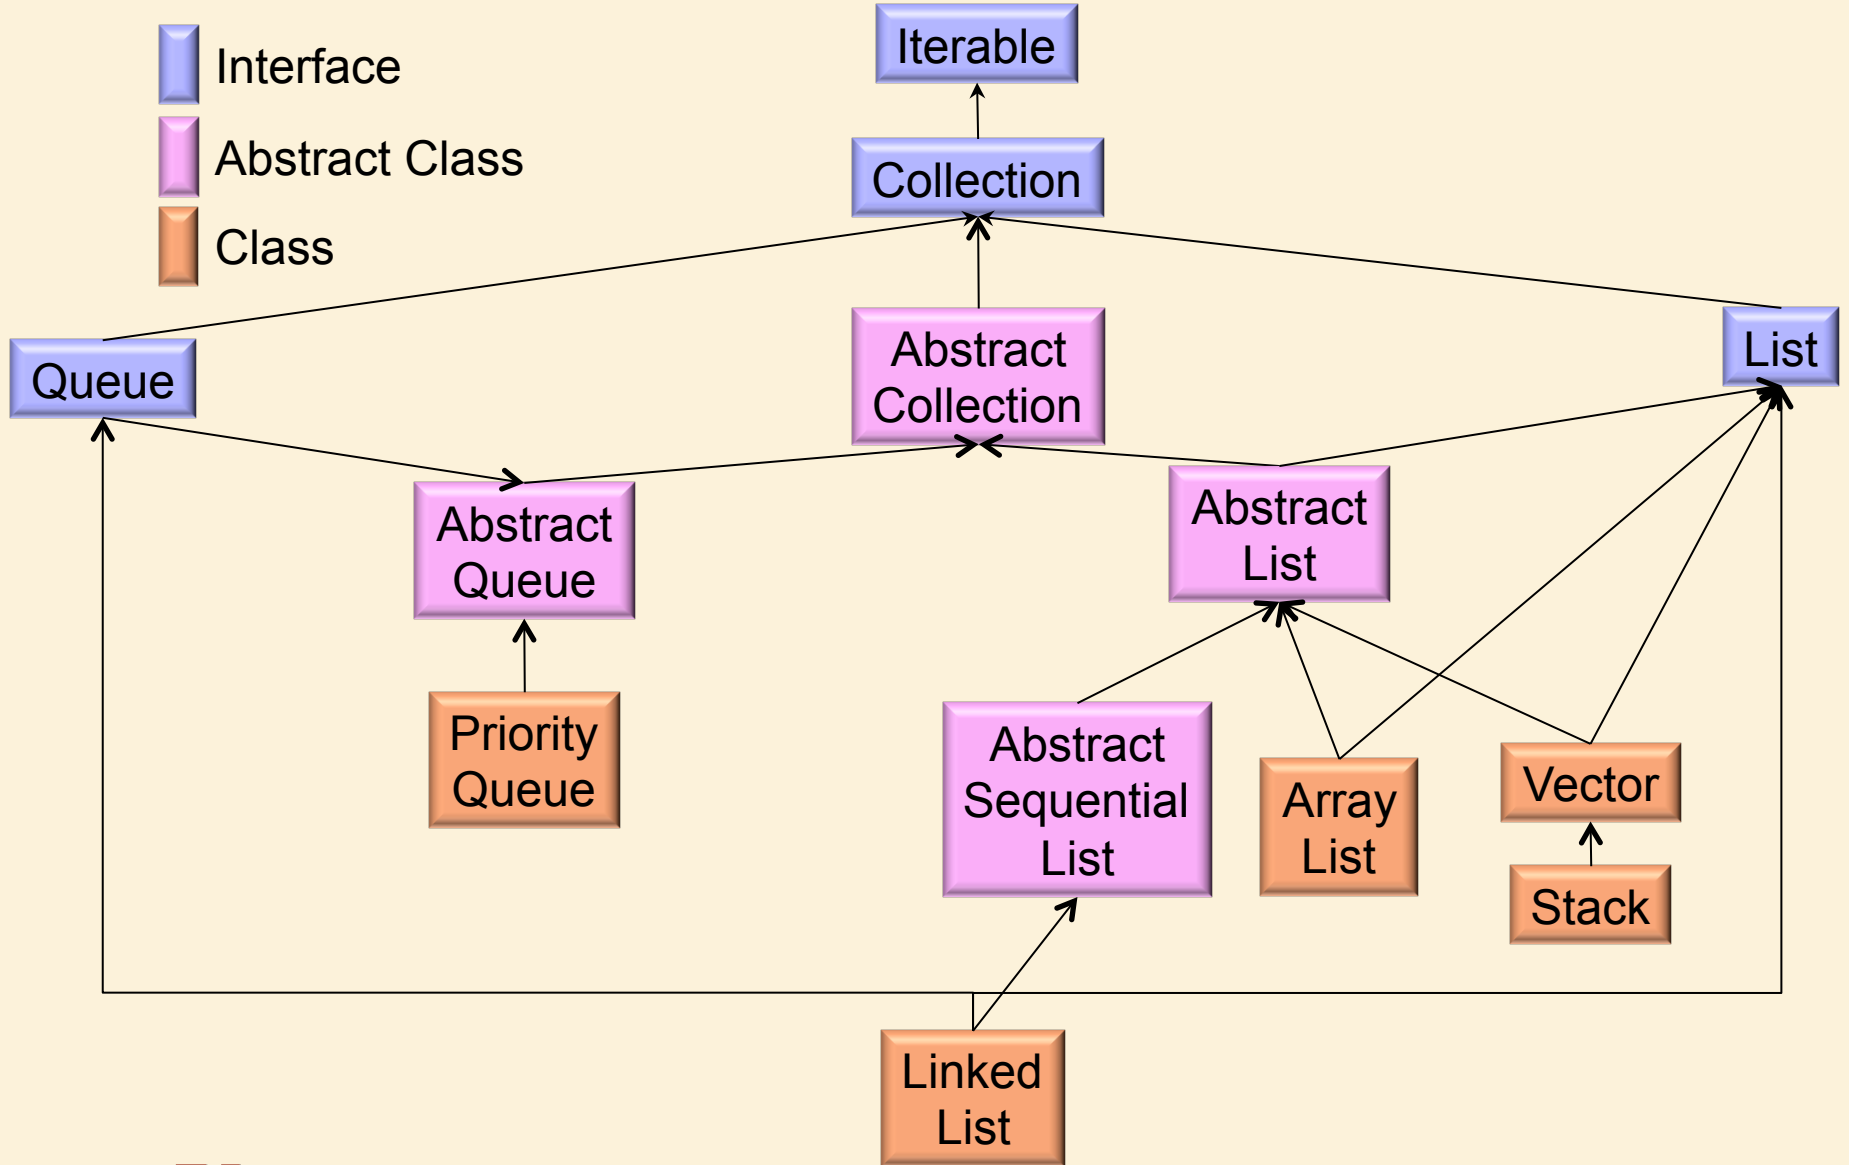 Interface
Abstract Class
Class
Iterable
Collection
Queue
Abstract
Collection
List
Abstract
Queue
Abstract
List
Priority
Queue
Abstract
Sequential
List
Array
List
Vector
Stack
Linked
List